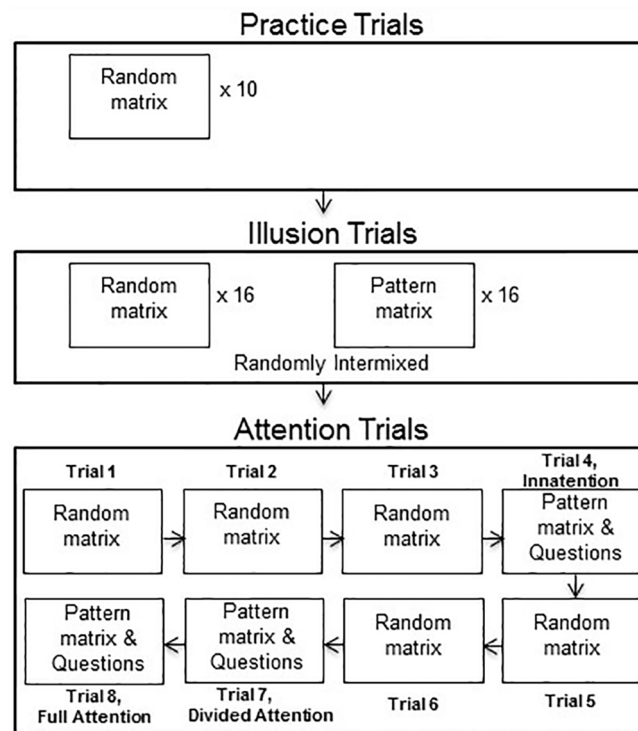 Practice Trials
Random
matrix
x 10
Illusion Trials
Random
matrix
x 16
Pattern
matrix
x 16
Randomly Intermixed
Attention Trials
Trial 1
Random
matrix
Trial 2
Random
matrix
Trial 3
Random
matrix
Trial 4,
Innatention
Pattern
matrix &
Questions
Random
matrix
Trial 5
Random
matrix
Trial 6
Pattern
matrix &
Questions
Trial 7,
Divided Attention
Pattern
matrix &
Questions
Trial 8,
Full Attention